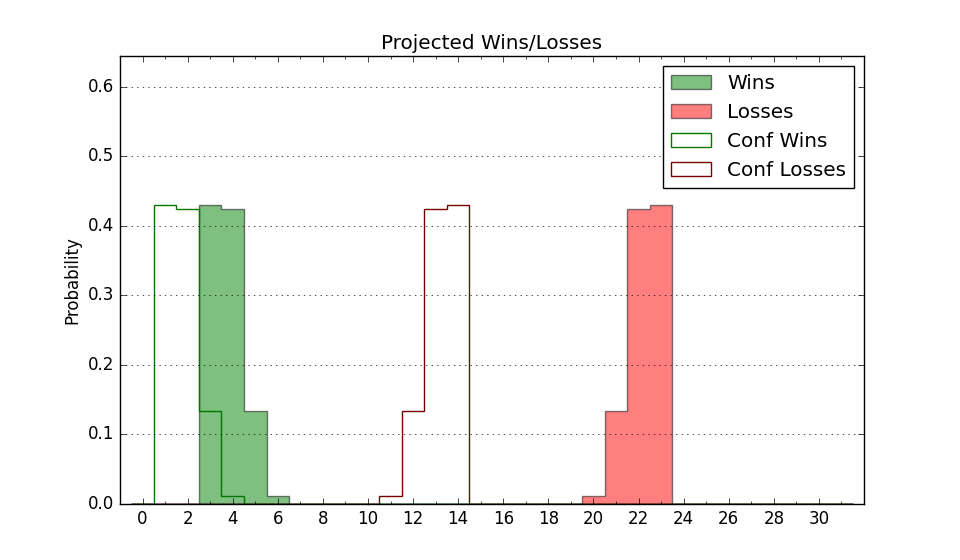 Projected Wins/Losses
Wins
Losses
Conf Wins
Conf Losses
Probability
0.6
0.5
0.4
0.3
0.2
0.1
0.0
0 2 4 6 8 10 12 14 16 18 20 22 24 26 28 30